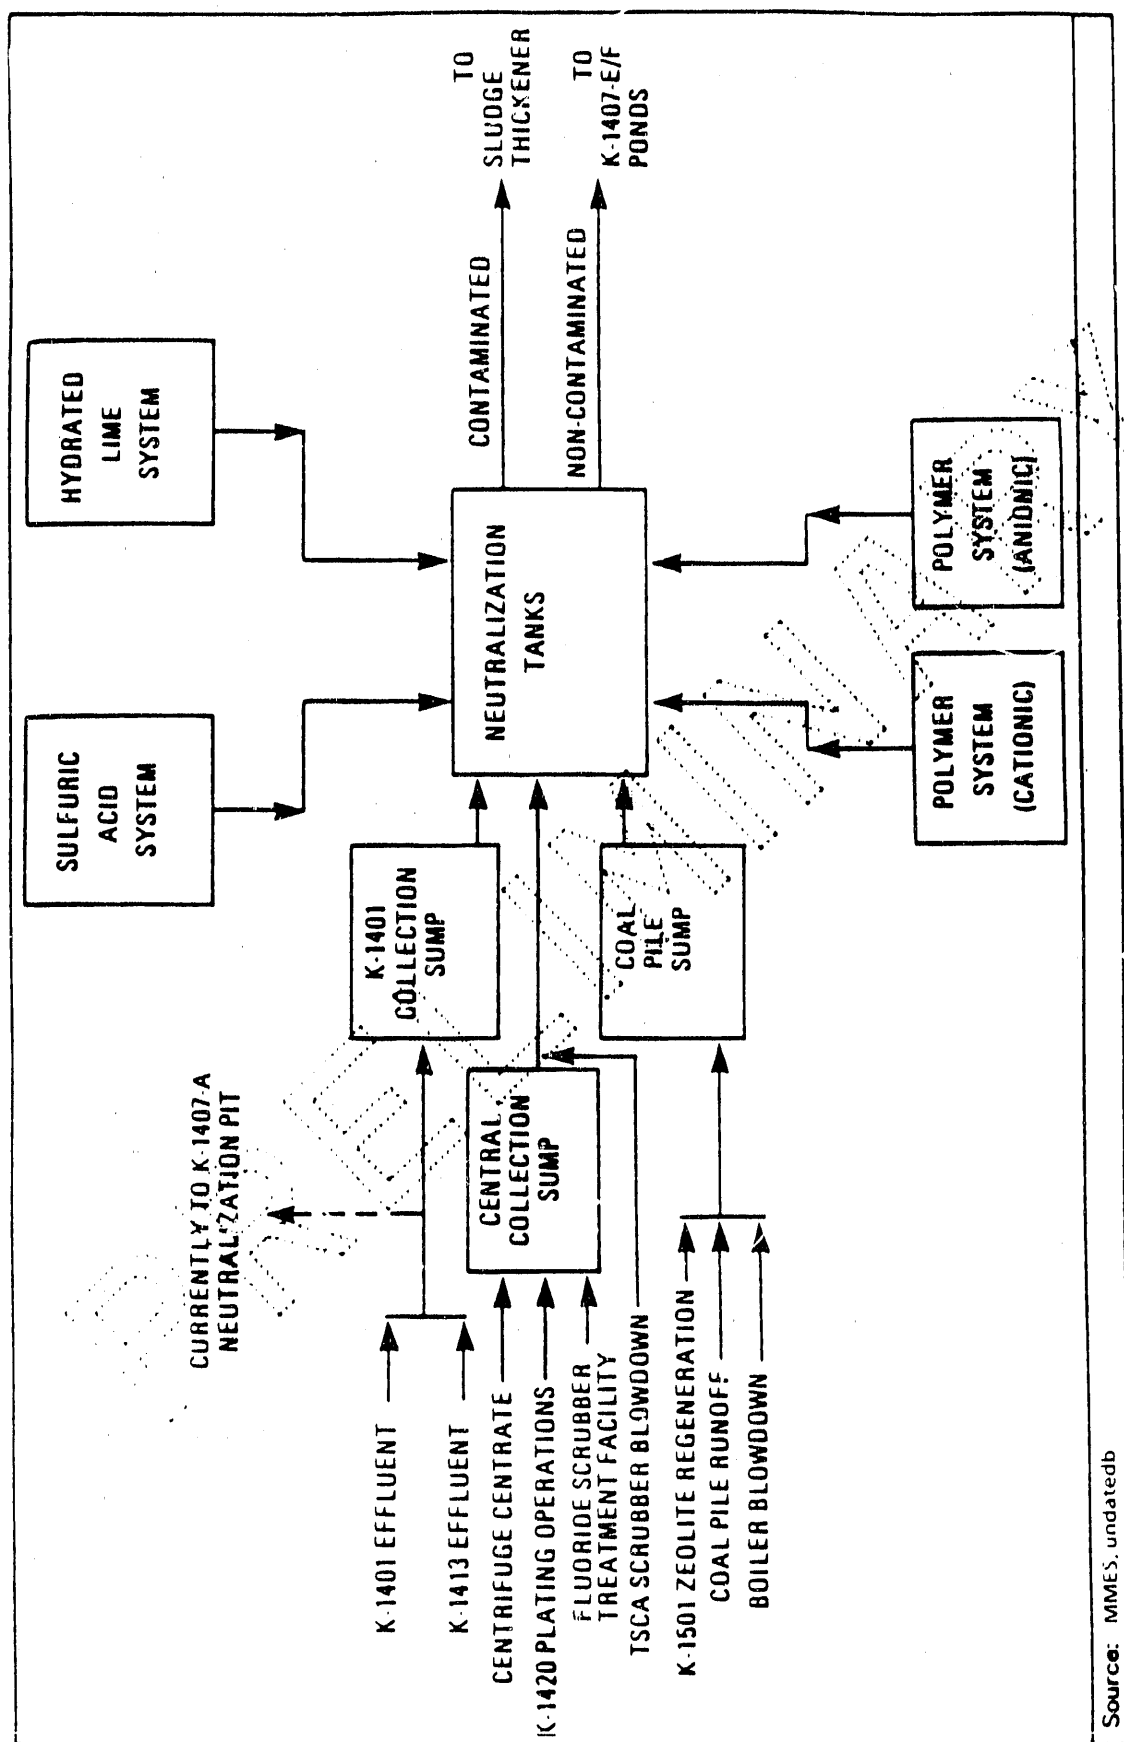 SULFURIC
ACID
SYSTEM
HYDRATED
LIME
SYSTEM
CURRENTLY TO K-1407-A
NEUTRALIZATION PIT
K-1401 EFFLUENT
K-1413 EFFLUENT
K-1401
COLLECTION
SUMP
CENTRIFUGE CENTRATE
K-1420 PLATING OPERATIONS
FLUORIDE SCRUBBER
TREATMENT FACILITY
TSCA SCRUBBER BLOWDOWN
CENTRAL
COLLECTION
SUMP
K-1501 ZEOLITE REGENERATION
COAL PILE RUNOFF
BOILER BLOWDOWN
COAL
PILE
SUMP
NEUTRALIZATION
TANKS
CONTAMINATED
TO
SLUDGE
THICKENER
NON-CONTAMINATED
TO
K-1407-E/F
PONDS
POLYMER
SYSTEM
(CATIONIC)
POLYMER
SYSTEM
(ANIONIC)
PRELIMINARY
Source: MMES, undatedb